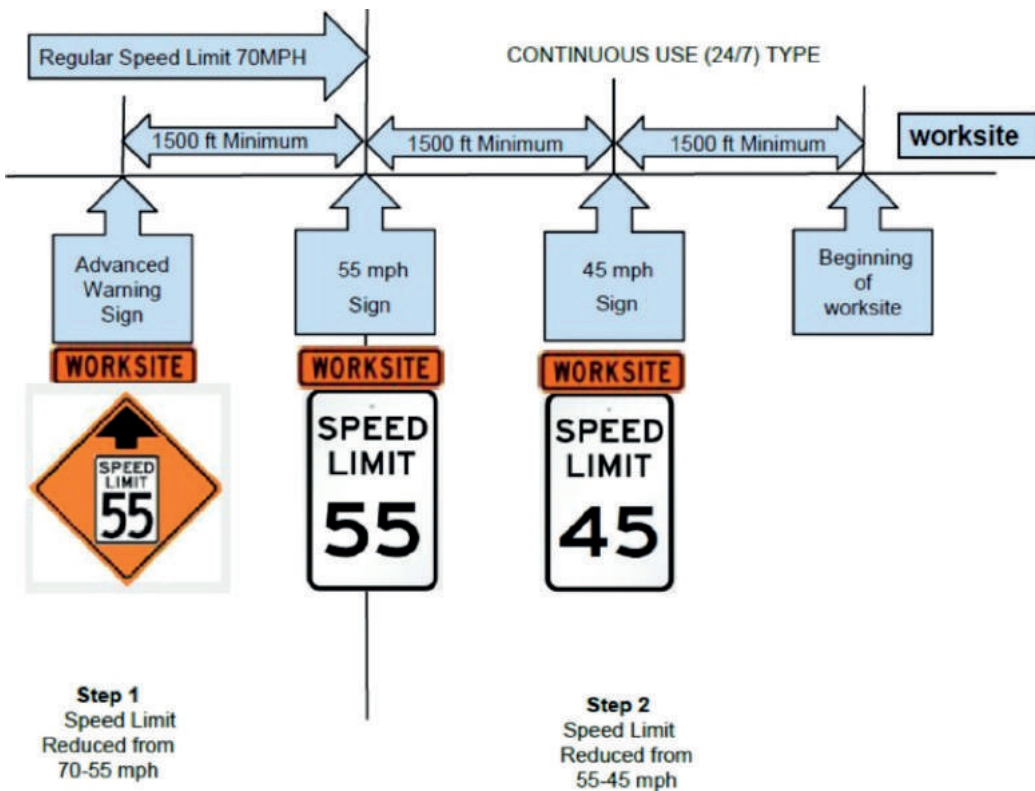 Regular Speed Limit 70MPH
CONTINUOUS USE (24/7) TYPE
1500 ft Minimum
1500 ft Minimum
1500 ft Minimum
worksite
Advanced
Warning
Sign
55 mph
Sign
45 mph
Sign
Beginning
of
worksite
WORKSITE
SPEED
LIMIT
55
WORKSITE
SPEED
LIMIT
55
WORKSITE
SPEED
LIMIT
45
Step 1
Speed Limit
Reduced from
70-55 mph
Step 2
Speed Limit
Reduced from
55-45 mph